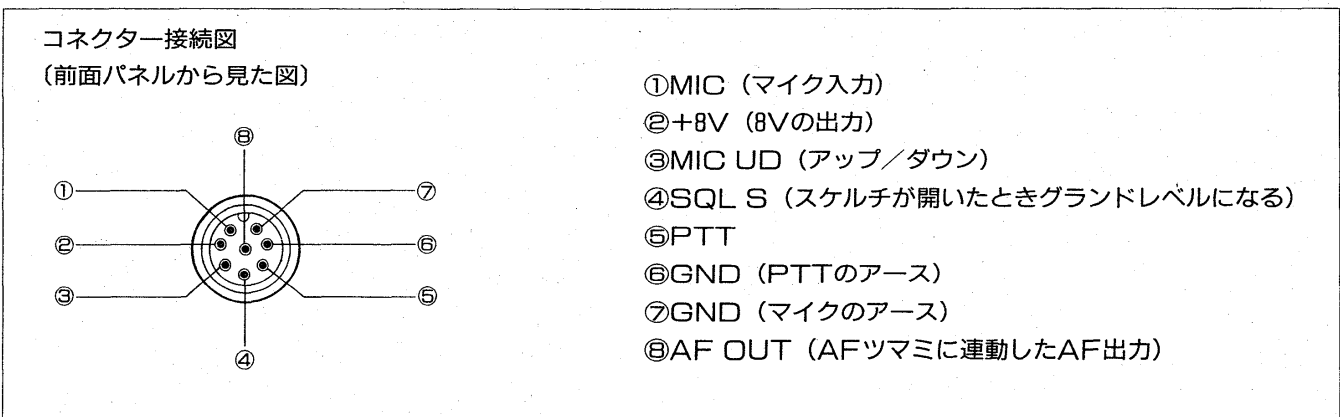 コネクター接続図
〔前面パネルから見た図〕
①MIC（マイク入力）
②+8V（8Vの出力）
③MIC UD（アップ／ダウン）
④SQL S（スケルチが開いたときグランドレベルになる）
⑤PTT
⑥GND（PTTのアース）
⑦GND（マイクのアース）
⑧AF OUT（AFツマミに連動したAF出力）
⑧
①
⑦
②
⑥
③
⑤
④